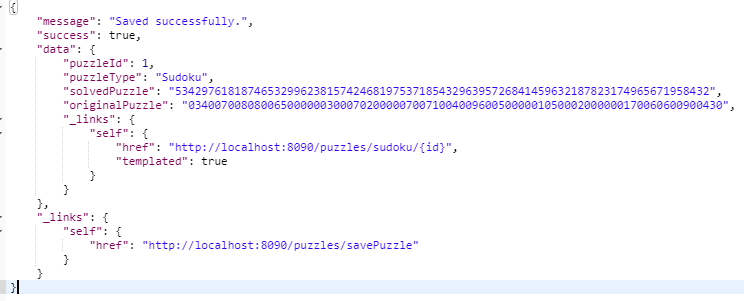 {
"message": "Saved successfully.",
"success": true,
"data": {
"puzzleId": 1,
"puzzleType": "Sudoku",
"solvedPuzzle": "534297618187465329962381574246819753718543296395726841459632187823174965671958432",
"originalPuzzle": "034007008080065000000300070200000700710040096005000001050002000000170060600900430",
"_links": {
"self": {
"href": "http://localhost:8090/puzzles/sudoku/{id}",
"templated": true
}
}
},
"_links": {
"self": {
"href": "http://localhost:8090/puzzles/savePuzzle"
}
}
}